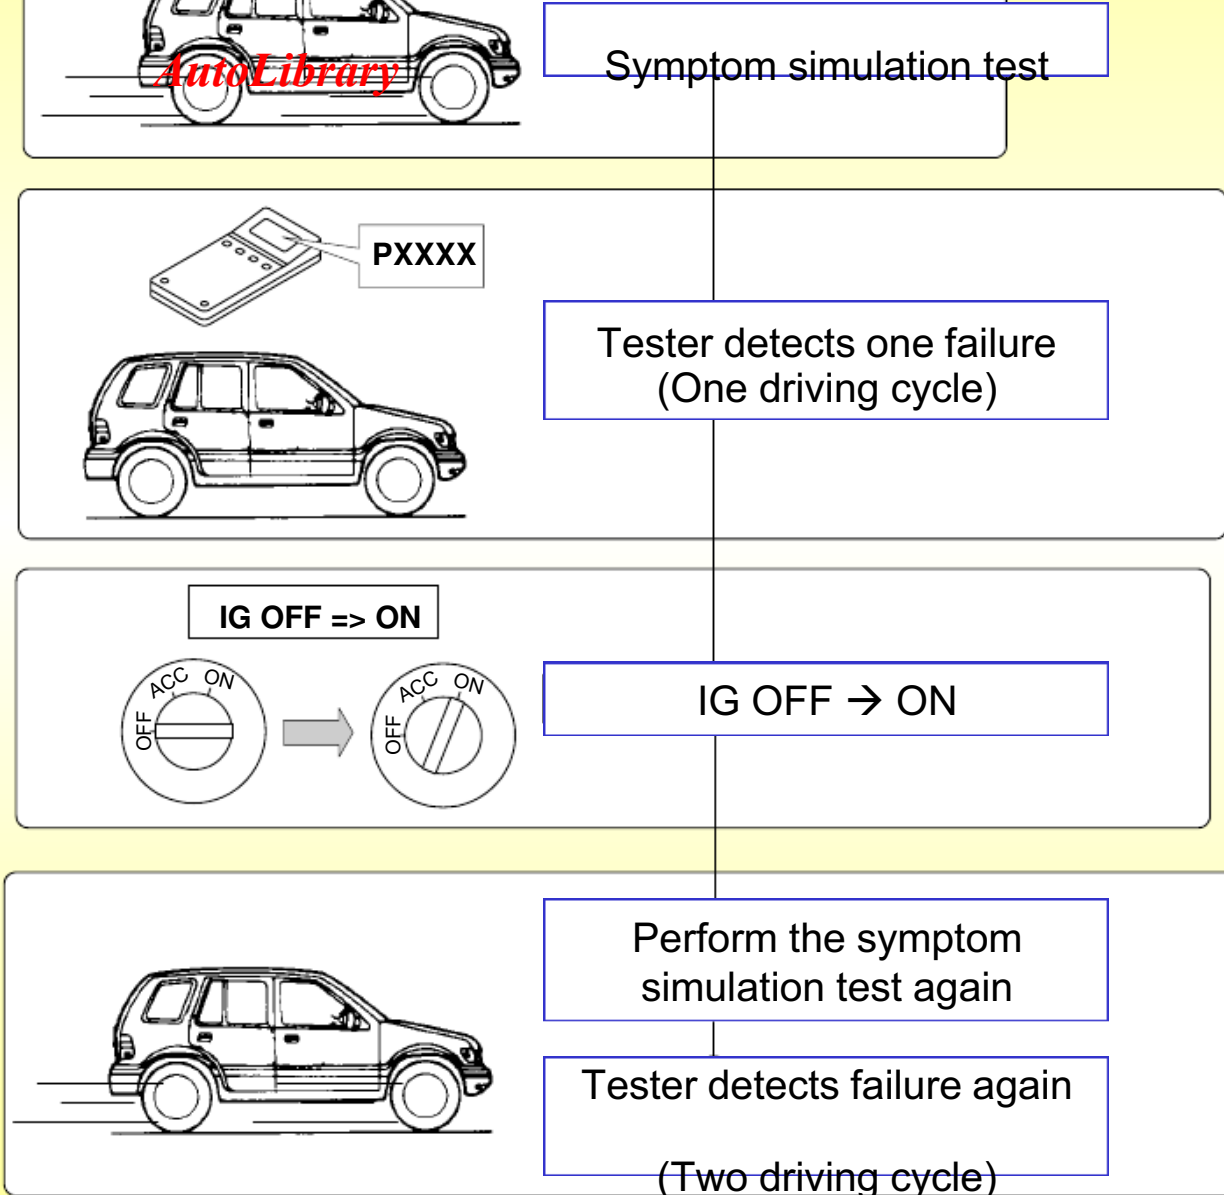 AutoLibrary
Symptom simulation test
PXXXX
Tester detects one failure
(One driving cycle)
IG OFF => ON
OFF ACC ON
OFF ACC ON
IG OFF → ON
Perform the symptom
simulation test again
Tester detects failure again
(Two driving cycle)